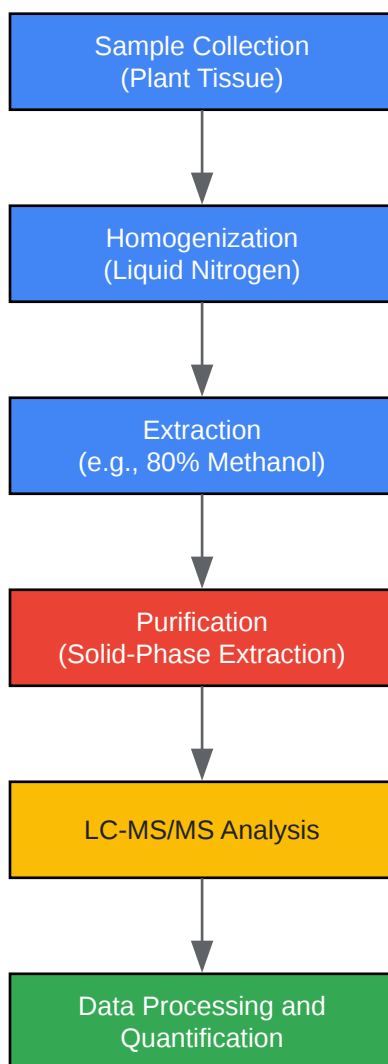 Sample Collection
(Plant Tissue)
Homogenization
(Liquid Nitrogen)
Extraction
(e.g., 80% Methanol)
Purification
(Solid-Phase Extraction)
LC-MS/MS Analysis
Data Processing and
Quantification